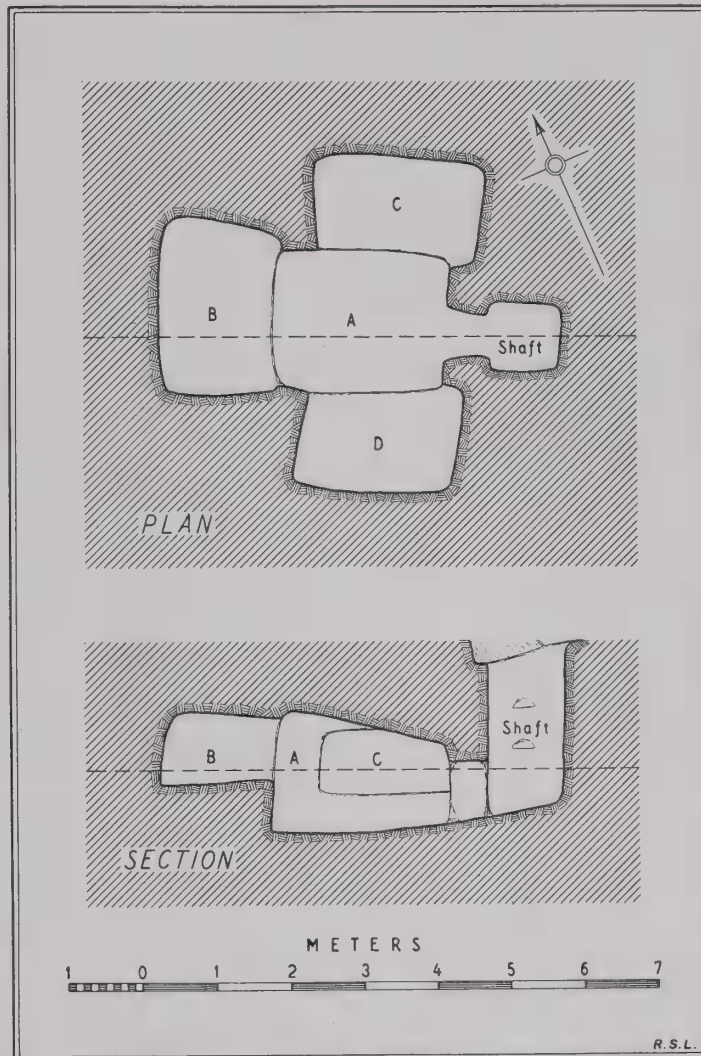 C
B A
Shaft
D
PLAN
Shaft
B A C
SECTION
METERS
1 0 1 2 3 4 5 6 7
R.S.L.